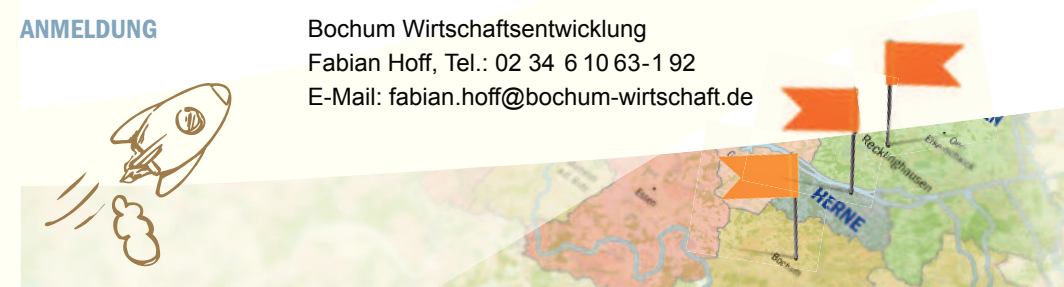 ANMELDUNG
Bochum Wirtschaftsentwicklung
Fabian Hoff, Tel.: 02 34 6 10 63-1 92
E-Mail: fabian.hoff@bochum-wirtschaft.de
Recklinghausen
Essen
HERNE
Bochum